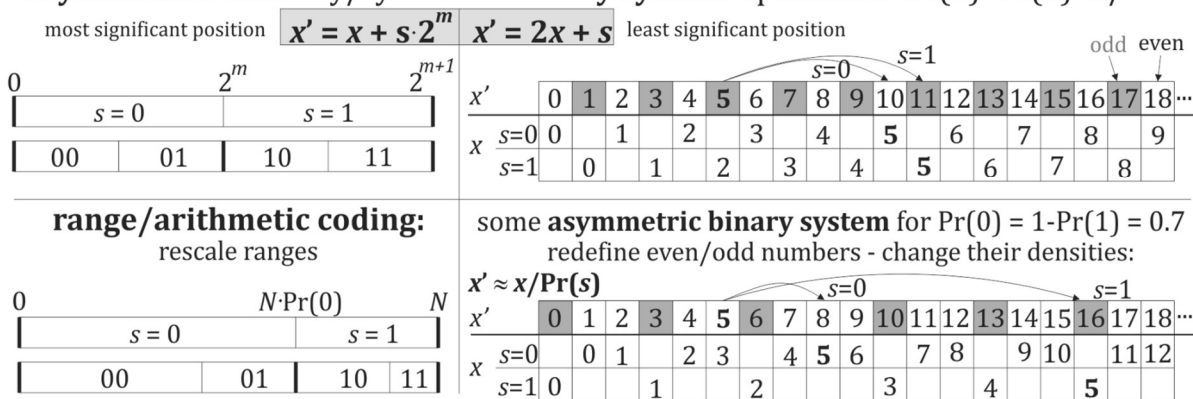 most significant position x' = x + s·2^m x' = 2x + s least significant position
0 2^m 2^{m+1}
s = 0 s = 1
00 01 10 11
odd even
s=0 s=1
x' 0 1 2 3 4 5 6 7 8 9 10 11 12 13 14 15 16 17 18 ...
x s=0 0 1 2 3 4 5 6 7 8 9
s=1 0 1 2 3 4 5 6 7 8
range/arithmetic coding:
rescale ranges
0 N·Pr(0) N
s = 0 s = 1
00 01 10 11
some asymmetric binary system for Pr(0) = 1-Pr(1) = 0.7
redefine even/odd numbers - change their densities:
x' ≈ x/Pr(s) s=0 s=1
x' 0 1 2 3 4 5 6 7 8 9 10 11 12 13 14 15 16 17 18 ...
x s=0 0 1 2 3 4 5 6 7 8 9 10 11 12
s=1 0 1 2 3 4 5